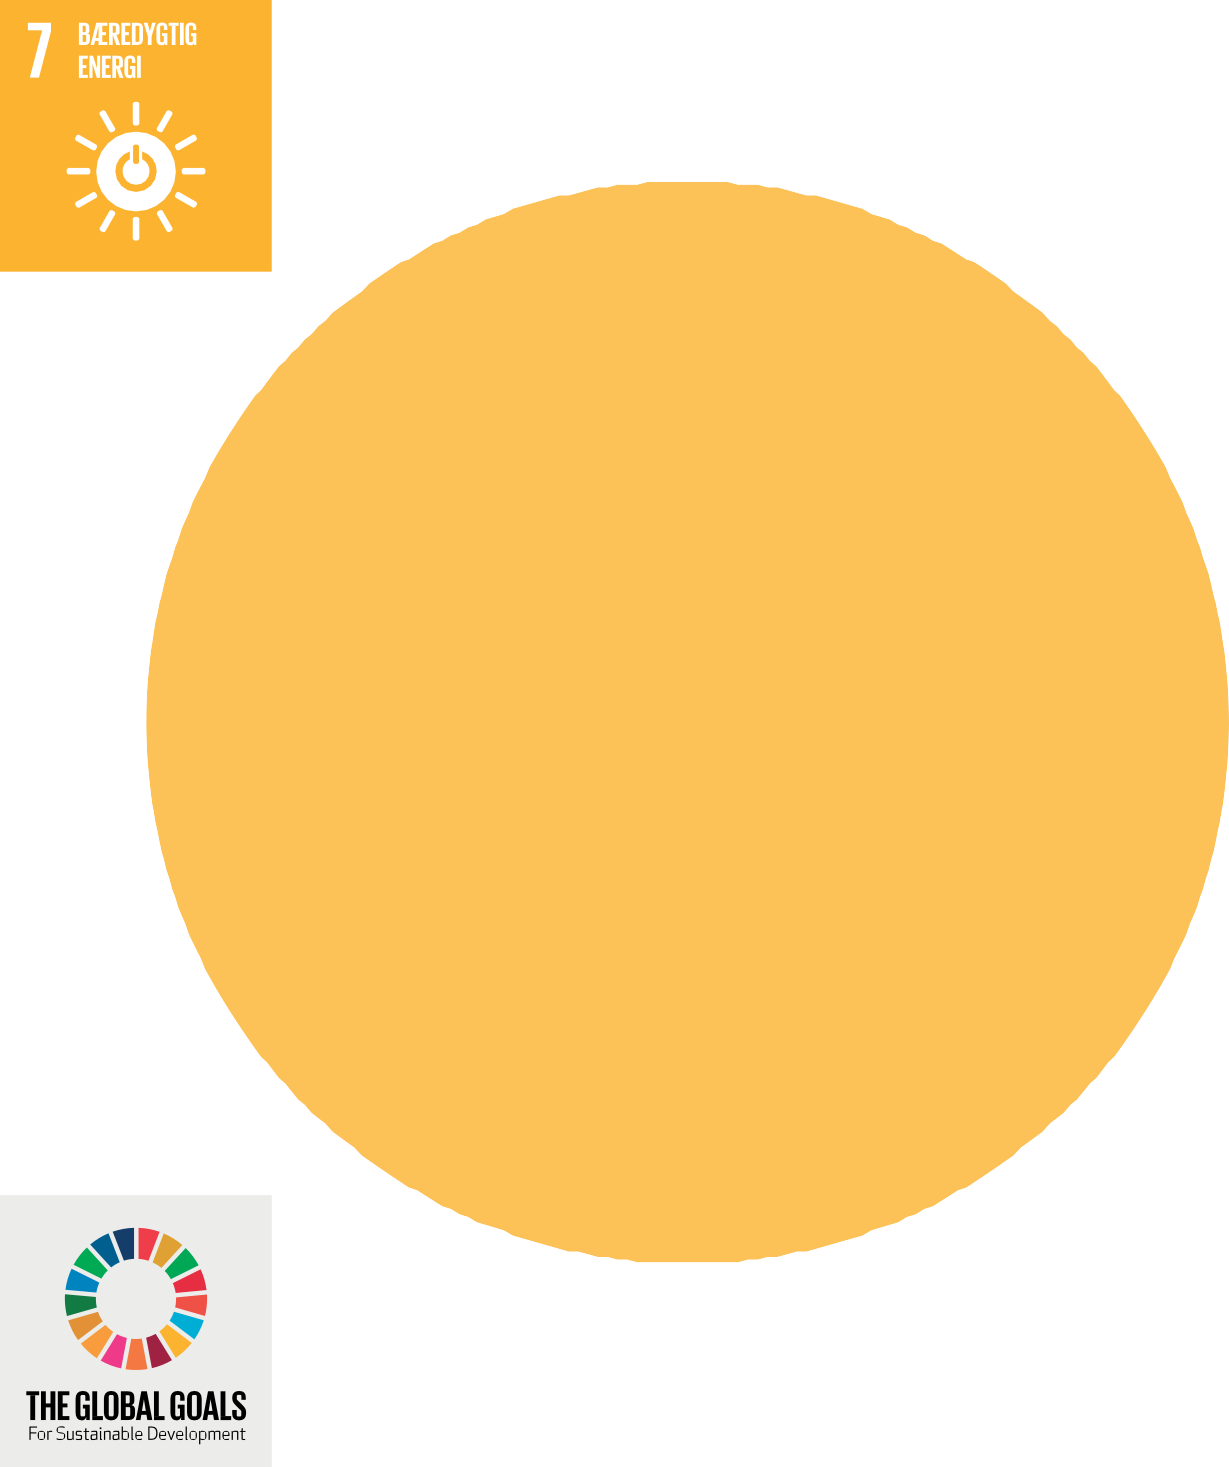 7 BÆREDYGTIG
ENERGI
THE GLOBAL GOALS
For Sustainable Development